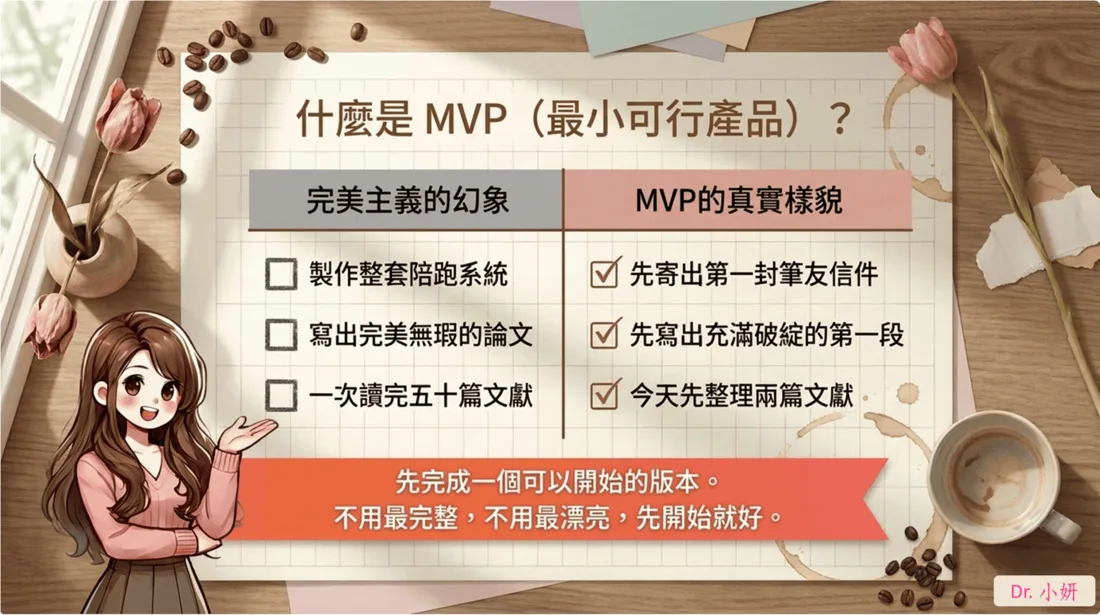 什麼是 MVP（最小可行產品）？
完美主義的幻象
MVP的真實樣貌
製作整套陪跑系統
先寄出第一封筆友信件
寫出完美無瑕的論文
先寫出充滿破綻的第一段
一次讀完五十篇文獻
今天先整理兩篇文獻
先完成一個可以開始的版本。
不用最完整，不用最漂亮，先開始就好。
Dr. 小妍